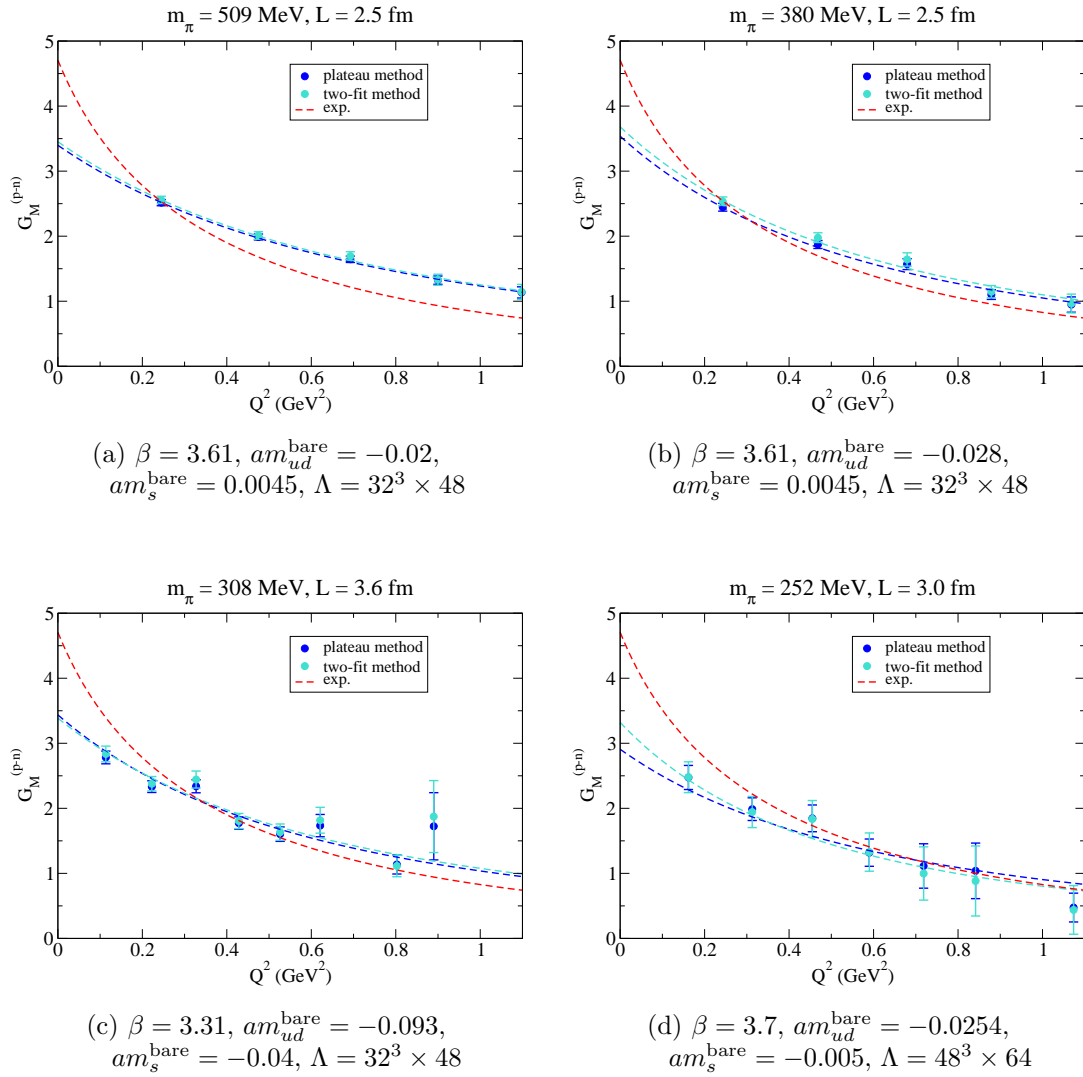 m_π = 509 MeV, L = 2.5 fm
5
4
3
2
1
0
G_M^(p-n)
plateau method
two-fit method
exp.
0 0.2 0.4 0.6 0.8 1
Q^2 (GeV^2)
(a) β = 3.61, am_ud^bare = −0.02,
am_s^bare = 0.0045, Λ = 32^3 × 48
m_π = 380 MeV, L = 2.5 fm
5
4
3
2
1
0
G_M^(p-n)
plateau method
two-fit method
exp.
0 0.2 0.4 0.6 0.8 1
Q^2 (GeV^2)
(b) β = 3.61, am_ud^bare = −0.028,
am_s^bare = 0.0045, Λ = 32^3 × 48
m_π = 308 MeV, L = 3.6 fm
5
4
3
2
1
0
G_M^(p-n)
plateau method
two-fit method
exp.
0 0.2 0.4 0.6 0.8 1
Q^2 (GeV^2)
(c) β = 3.31, am_ud^bare = −0.093,
am_s^bare = −0.04, Λ = 32^3 × 48
m_π = 252 MeV, L = 3.0 fm
5
4
3
2
1
0
G_M^(p-n)
plateau method
two-fit method
exp.
0 0.2 0.4 0.6 0.8 1
Q^2 (GeV^2)
(d) β = 3.7, am_ud^bare = −0.0254,
am_s^bare = −0.005, Λ = 48^3 × 64